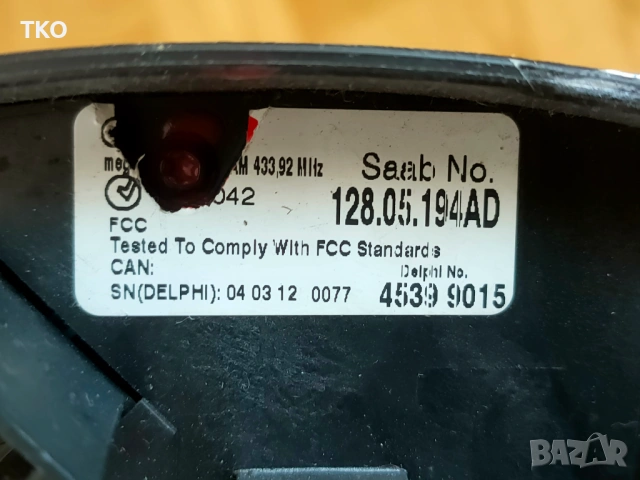 TKO
AM 433,92 MHz
Saab No.
042
128.05.194AD
FCC
Tested To Comply With FCC Standards
CAN:
Delphi No.
SN(DELPHI): 04 03 12 0077
4539 9015
BAZAR